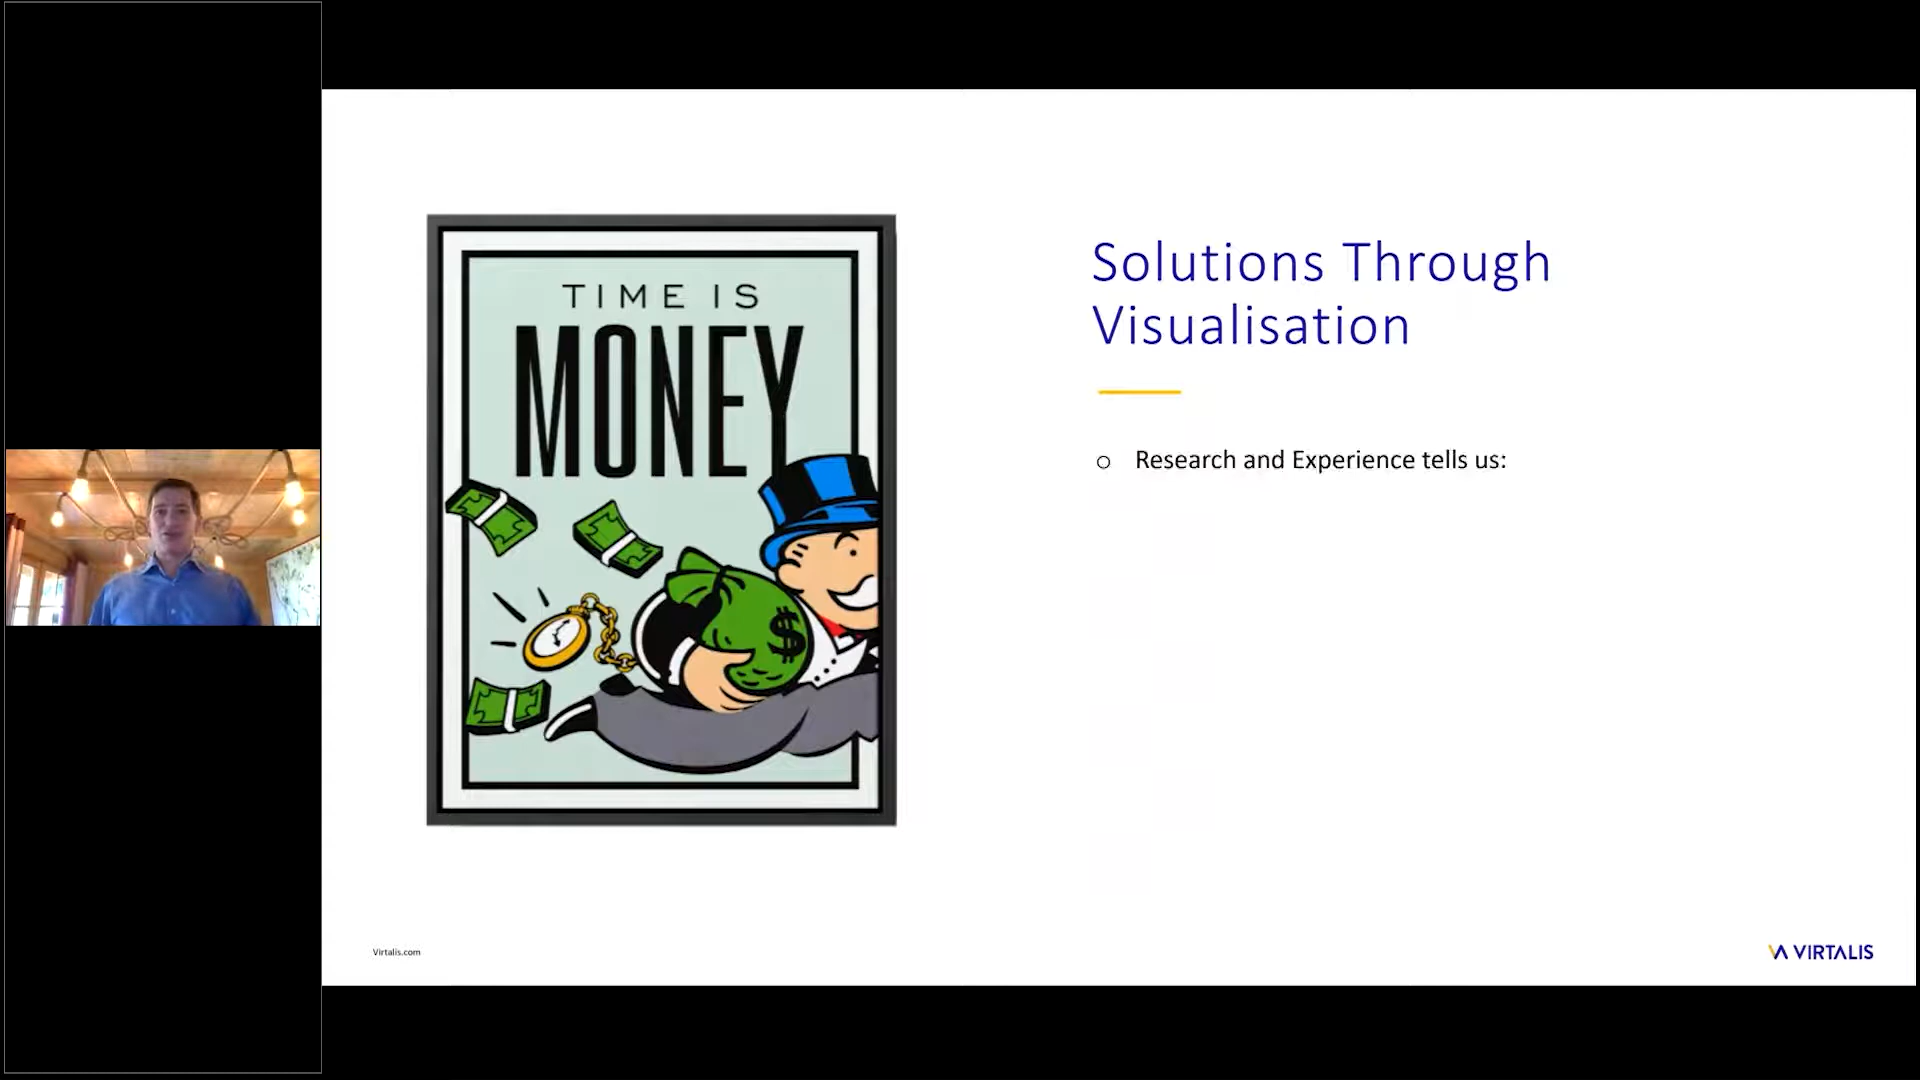 TIME IS
MONEY
$
Solutions Through
Visualisation
Research and Experience tells us:
Virtalis.com
VIRTALIS